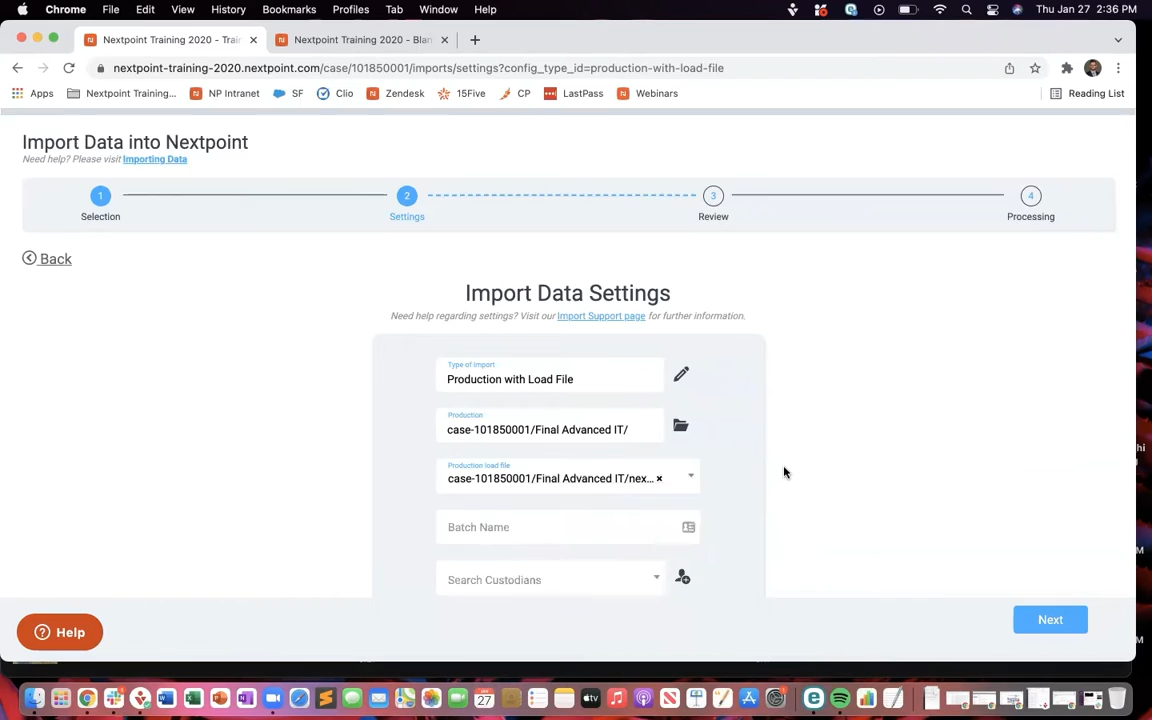 Chrome File Edit View History Bookmarks Profiles Tab Window Help Thu Jan 27 2:36 PM
Nextpoint Training 2020 - Trai Nextpoint Training 2020 - Blan
nextpoint-training-2020.nextpoint.com/case/101850001/imports/settings?config_type_id=production-with-load-file
Apps Nextpoint Training... NP Intranet SF Clio Zendesk 15Five CP LastPass Webinars Reading List
Import Data into Nextpoint
Need help? Please visit Importing Data
1 2 3 4
Selection Settings Review Processing
Back
Import Data Settings
Need help regarding settings? Visit our Import Support page for further information.
Type of Import
Production with Load File
Production
case-101850001/Final Advanced IT/
Production load file
case-101850001/Final Advanced IT/nex... ×
Batch Name
Search Custodians
Next
? Help
27